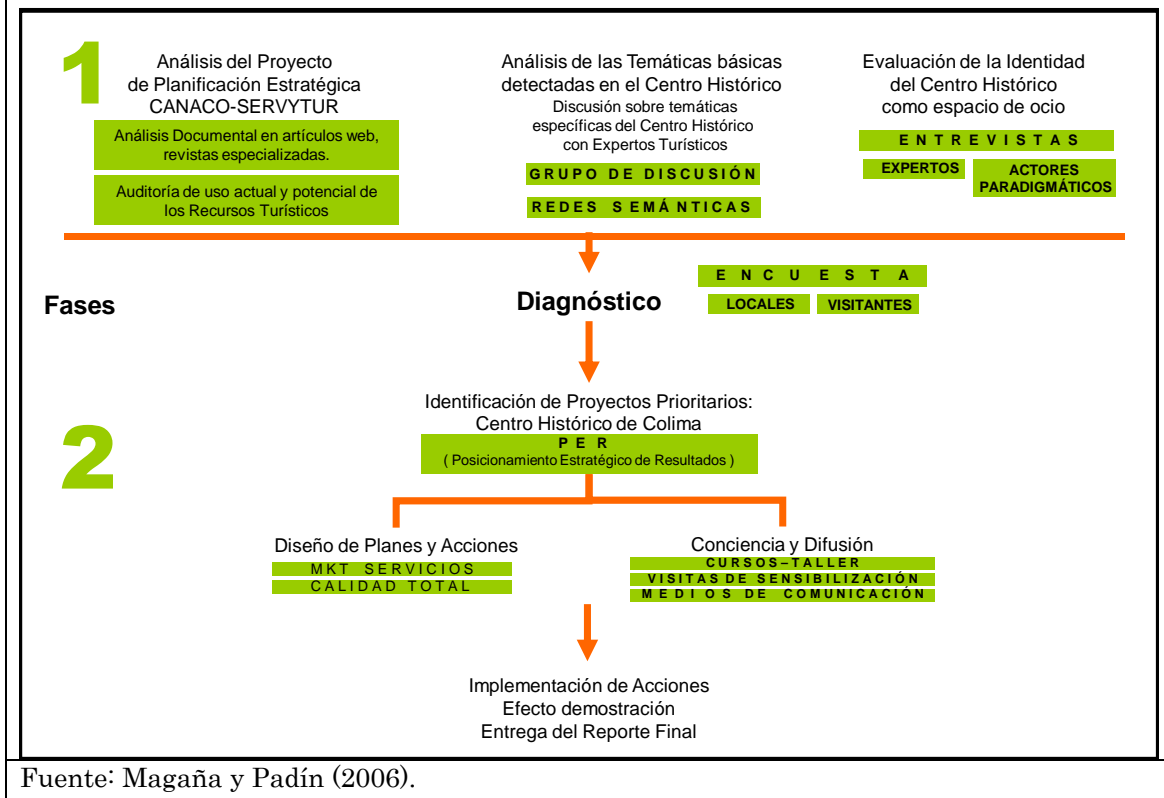 1
Análisis del Proyecto
de Planificación Estratégica
CANACO-SERVYTUR
Análisis Documental en artículos web,
revistas especializadas.
Auditoría de uso actual y potencial de
los Recursos Turísticos
Análisis de las Temáticas básicas
detectadas en el Centro Histórico
Discusión sobre temáticas
específicas del Centro Histórico
con Expertos Turísticos
GRUPO DE DISCUSIÓN
REDES SEMÁNTICAS
Evaluación de la Identidad
del Centro Histórico
como espacio de ocio
ENTREVISTAS
EXPERTOS
ACTORES
PARADIGMÁTICOS
Fases
Diagnóstico
ENCUESTA
LOCALES
VISITANTES
2
Identificación de Proyectos Prioritarios:
Centro Histórico de Colima
PER
( Posicionamiento Estratégico de Resultados )
Diseño de Planes y Acciones
MKT SERVICIOS
CALIDAD TOTAL
Conciencia y Difusión
CURSOS–TALLER
VISITAS DE SENSIBILIZACIÓN
MEDIOS DE COMUNICACIÓN
Implementación de Acciones
Efecto demostración
Entrega del Reporte Final
Fuente: Magaña y Padín (2006).